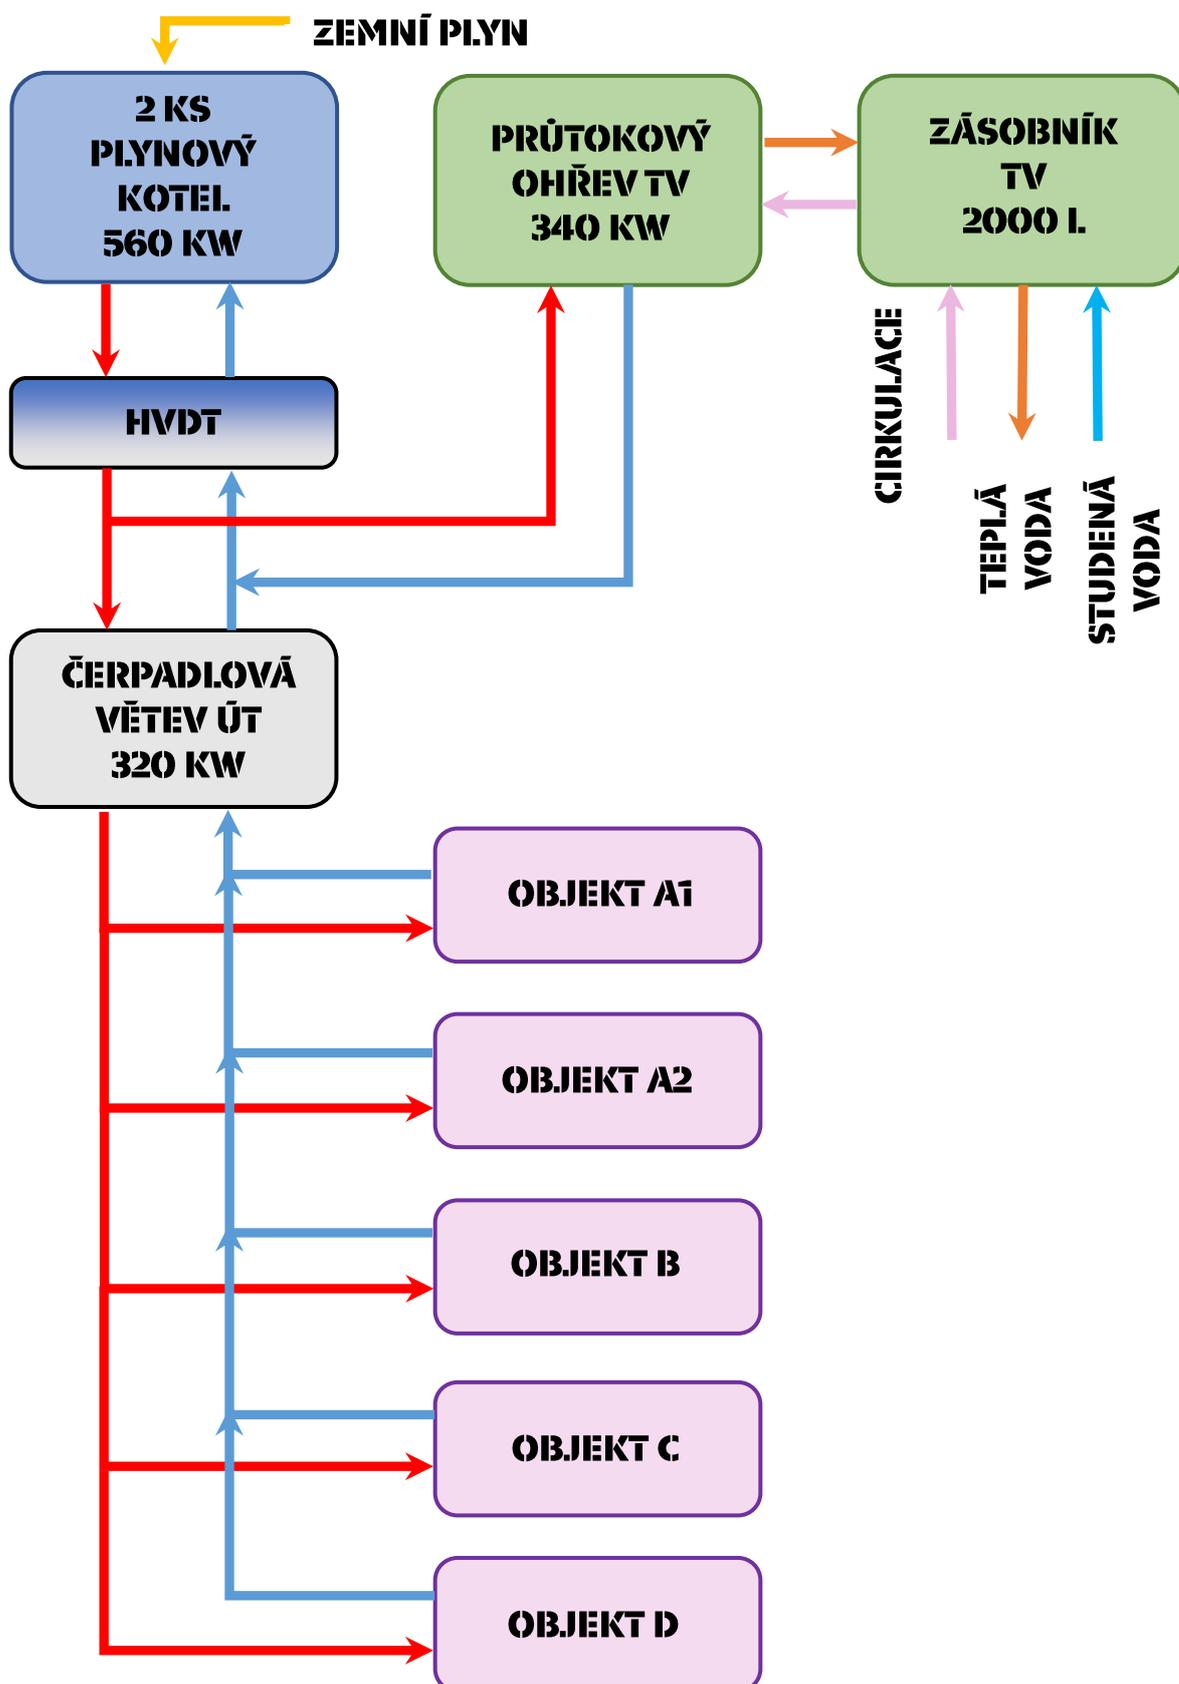 ZEMNÍ PLYN
2 KS
PLYNOVÝ
KOTEL
560 KW
PRŮTOKOVÝ
OHŘEV TV
340 KW
ZÁSOBNÍK
TV
2000 L
HVDT
CIRKULACE
TEPLÁ
VODA
STUDENÁ
VODA
ČERPADLOVÁ
VĚTEV ÚT
320 KW
OBJEKT A1
OBJEKT A2
OBJEKT B
OBJEKT C
OBJEKT D